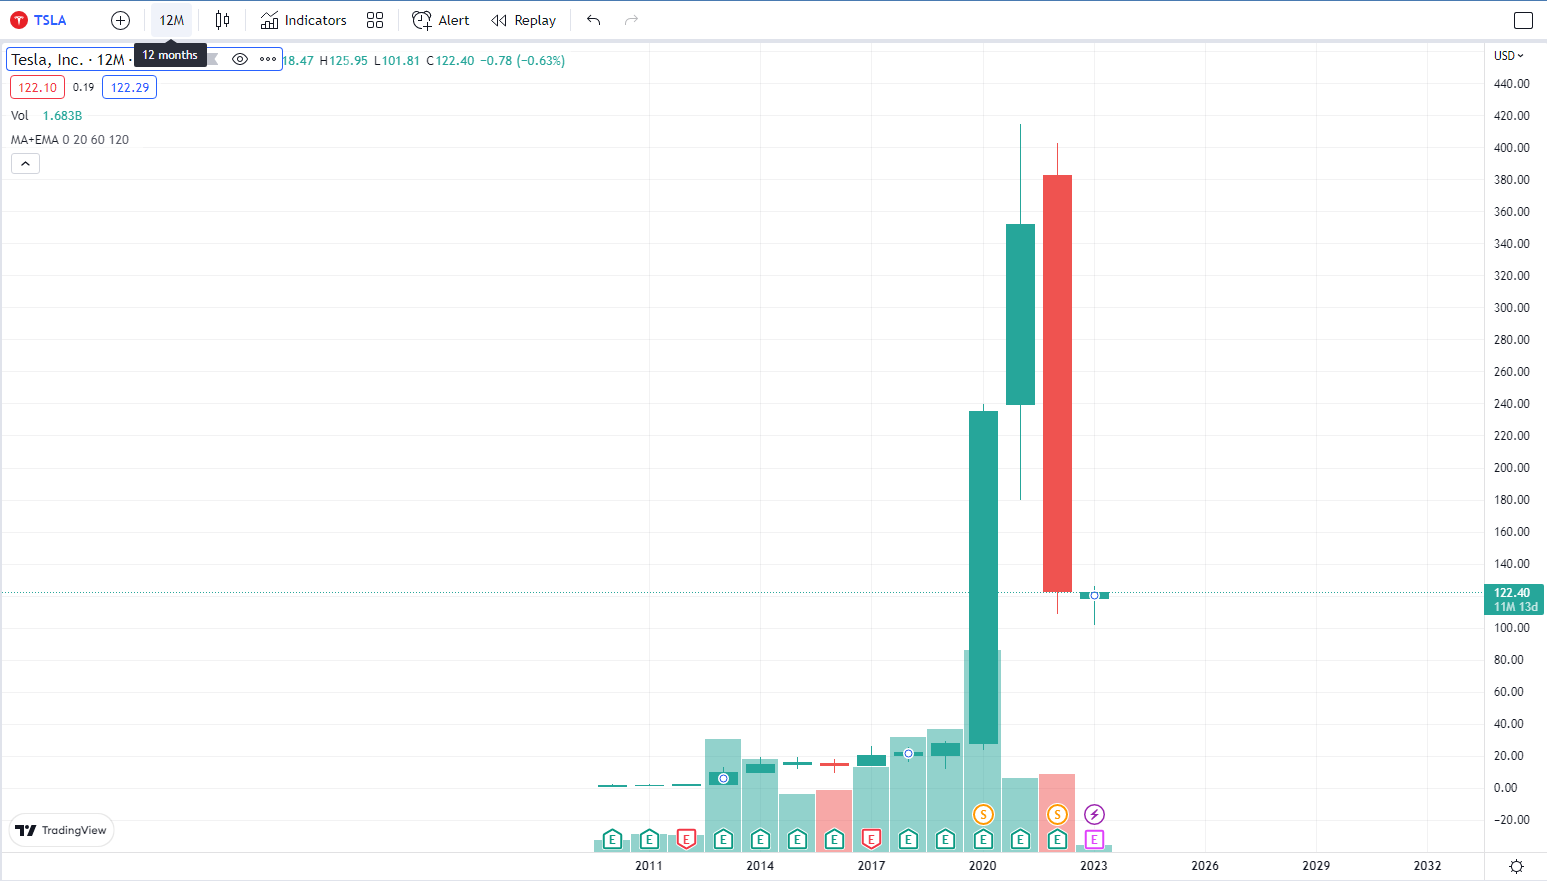 TSLA 12M Indicators Alert Replay
12 months
Tesla, Inc. · 12M · 18.47 H125.95 L101.81 C122.40 −0.78 (−0.63%)
USD
122.10 0.19 122.29
Vol 1.683B
MA+EMA 0 20 60 120
440.00
420.00
400.00
380.00
360.00
340.00
320.00
300.00
280.00
260.00
240.00
220.00
200.00
180.00
160.00
140.00
122.40
11M 13d
100.00
80.00
60.00
40.00
20.00
0.00
−20.00
S S
E E E E E E E E E E E E E E
TradingView
2011 2014 2017 2020 2023 2026 2029 2032